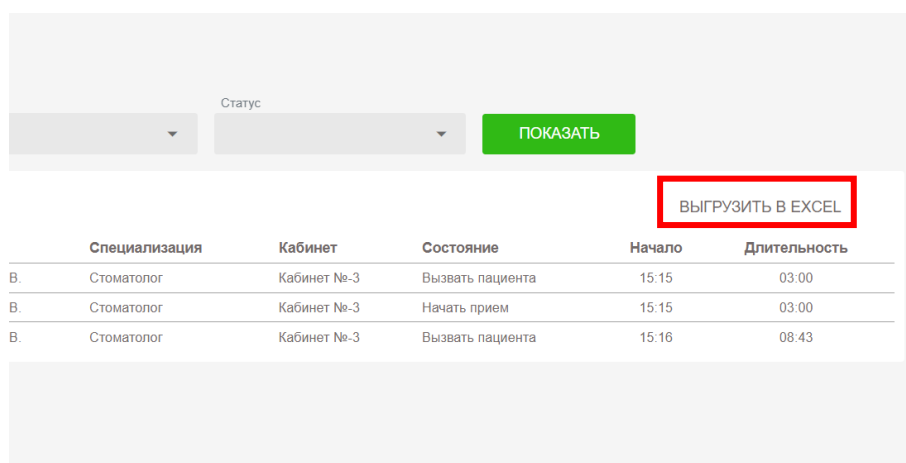 Статус
ПОКАЗАТЬ
ВЫГРУЗИТЬ В EXCEL
Специализация Кабинет Состояние Начало Длительность
В. Стоматолог Кабинет №-3 Вызвать пациента 15:15 03:00
В. Стоматолог Кабинет №-3 Начать прием 15:15 03:00
В. Стоматолог Кабинет №-3 Вызвать пациента 15:16 08:43